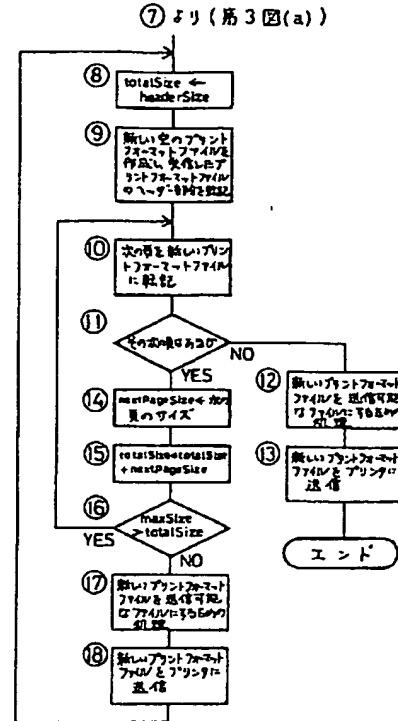 ⑦より(第3図(a))
⑧
totalSize ←
headerSize
⑨
新しい空のプリント
フォーマットファイルを
作成し、受信したプ
リントフォーマットファイル
のヘッダー部を転記
⑩
次の頁を新しいプリン
トフォーマットファイル
に転記
⑪
その次の頁はあるか
NO
YES
⑫
新しいプリントフォーマット
ファイルを送信可能
なファイルにするための
処理
⑬
新しいプリントフォーマット
ファイルをプリンタに
送信
エンド
⑭
nextPageSize ← 次の
頁のサイズ
⑮
totalSize←totalSize
+nextPageSize
⑯
maxSize
>totalSize
YES
NO
⑰
新しいプリントフォーマット
ファイルを送信可能
なファイルにするための
処理
⑱
新しいプリントフォーマット
ファイルをプリンタに
送信